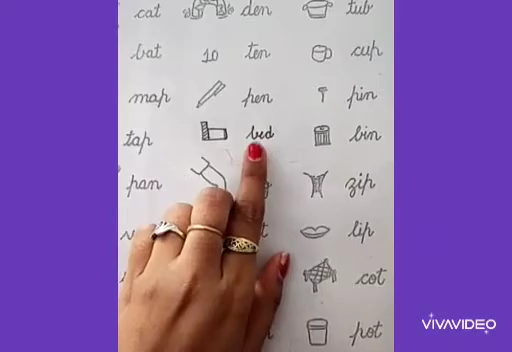 cat den tub
bat 10 ten cup
map pen pin
tap bed bin
pan zip
lip
cot
pot
VIVAVIDEO